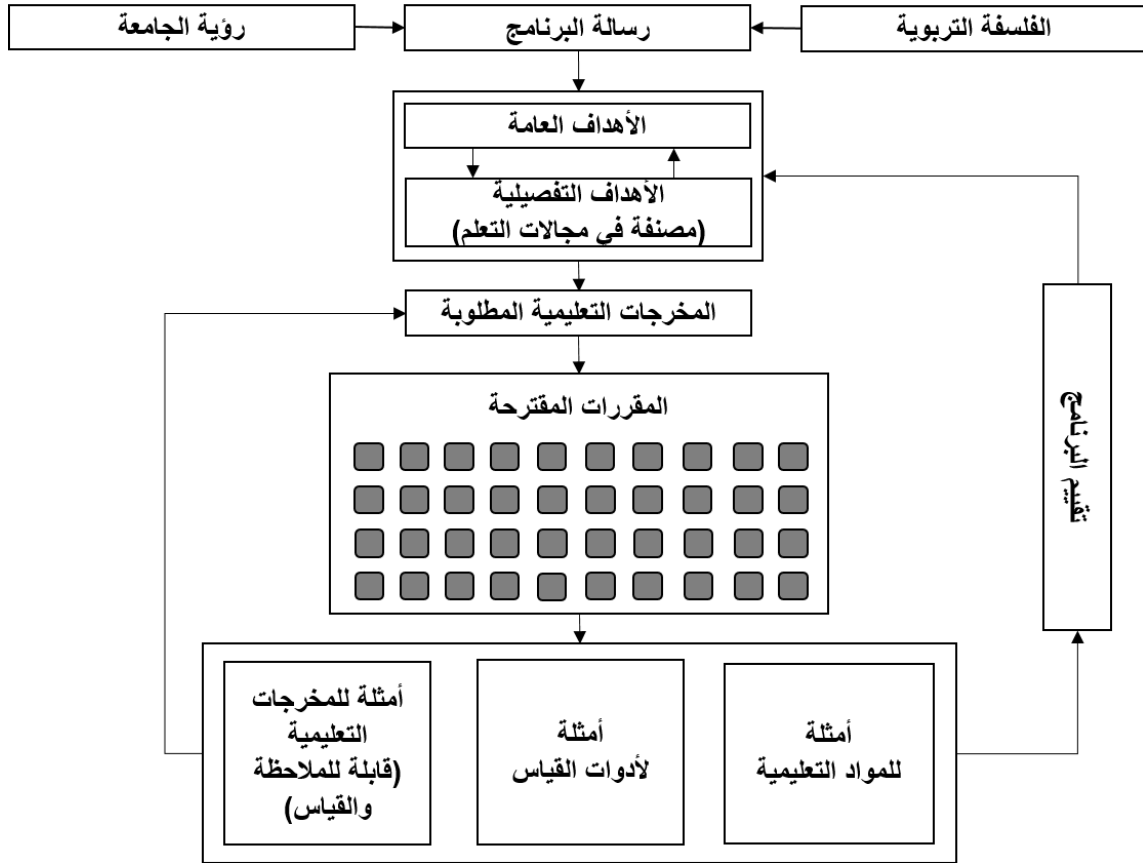 الفلسفة التربوية
رسالة البرنامج
رؤية الجامعة
الأهداف العامة
الأهداف التفصيلية
(مصنفة في مجالات التعلم)
المخرجات التعليمية المطلوبة
المقررات المقترحة
تقييم البرنامج
أمثلة
للمواد التعليمية
أمثلة
لأدوات القياس
أمثلة للمخرجات
التعليمية
(قابلة للملاحظة
والقياس)